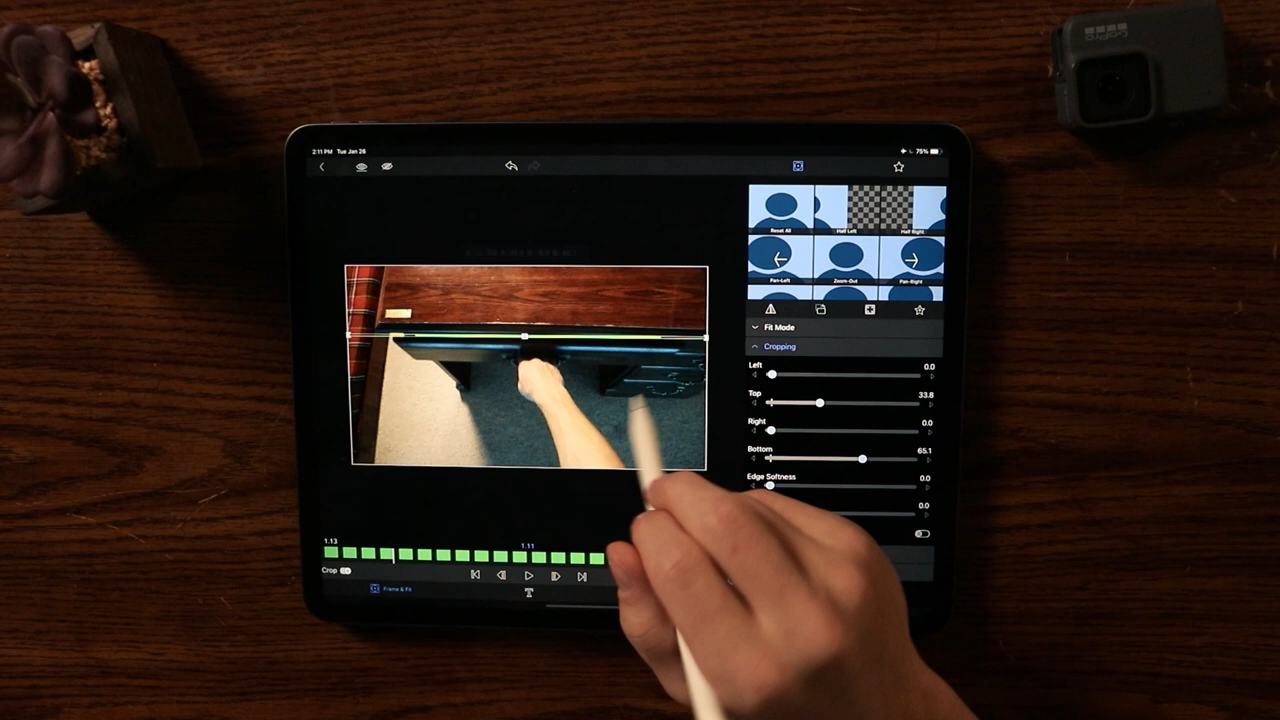 GoPro
2:11 PM Tue Jan 26
75%
Reset All
Half Left
Half Right
Pan-Left
Zoom-Out
Pan-Right
Fit Mode
Cropping
Left
0.0
Top
33.8
Right
0.0
Bottom
65.1
Edge Softness
0.0
0.0
1.13
1.11
Crop
Frame & Fit